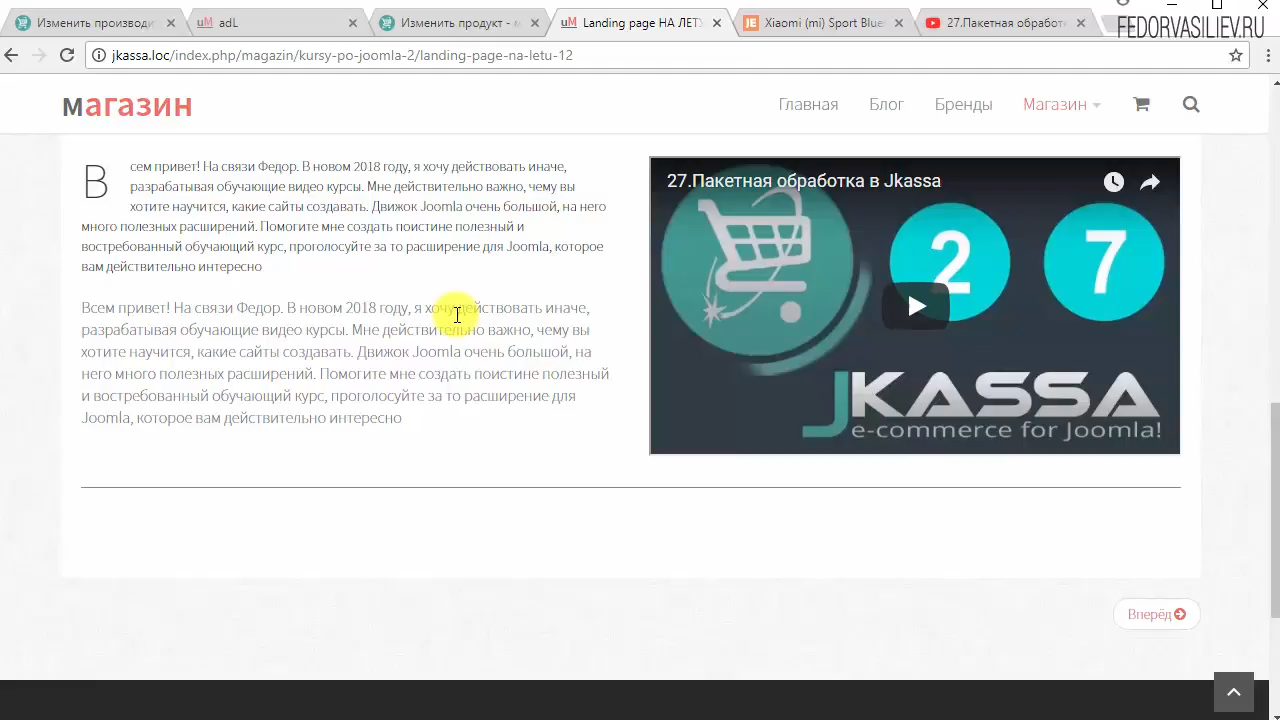 Изменить производи
adL
Изменить продукт - м
Landing page НА ЛЕТУ
Xiaomi (mi) Sport Blue
27.Пакетная обработк
FEDORVASILIEV.RU
jkassa.loc/index.php/magazin/kursy-po-joomla-2/landing-page-na-letu-12
магазин
Главная
Блог
Бренды
Магазин
Всем привет! На связи Федор. В новом 2018 году, я хочу действовать иначе,
разрабатывая обучающие видео курсы. Мне действительно важно, чему вы
хотите научится, какие сайты создавать. Движок Joomla очень большой, на него
много полезных расширений. Помогите мне создать поистине полезный и
востребованный обучающий курс, проголосуйте за то расширение для Joomla, которое
вам действительно интересно
Всем привет! На связи Федор. В новом 2018 году, я хочу действовать иначе,
разрабатывая обучающие видео курсы. Мне действительно важно, чему вы
хотите научится, какие сайты создавать. Движок Joomla очень большой, на
него много полезных расширений. Помогите мне создать поистине полезный
и востребованный обучающий курс, проголосуйте за то расширение для
Joomla, которое вам действительно интересно
27.Пакетная обработка в Jkassa
2 7
JKASSA
e-commerce for Joomla!
Вперёд